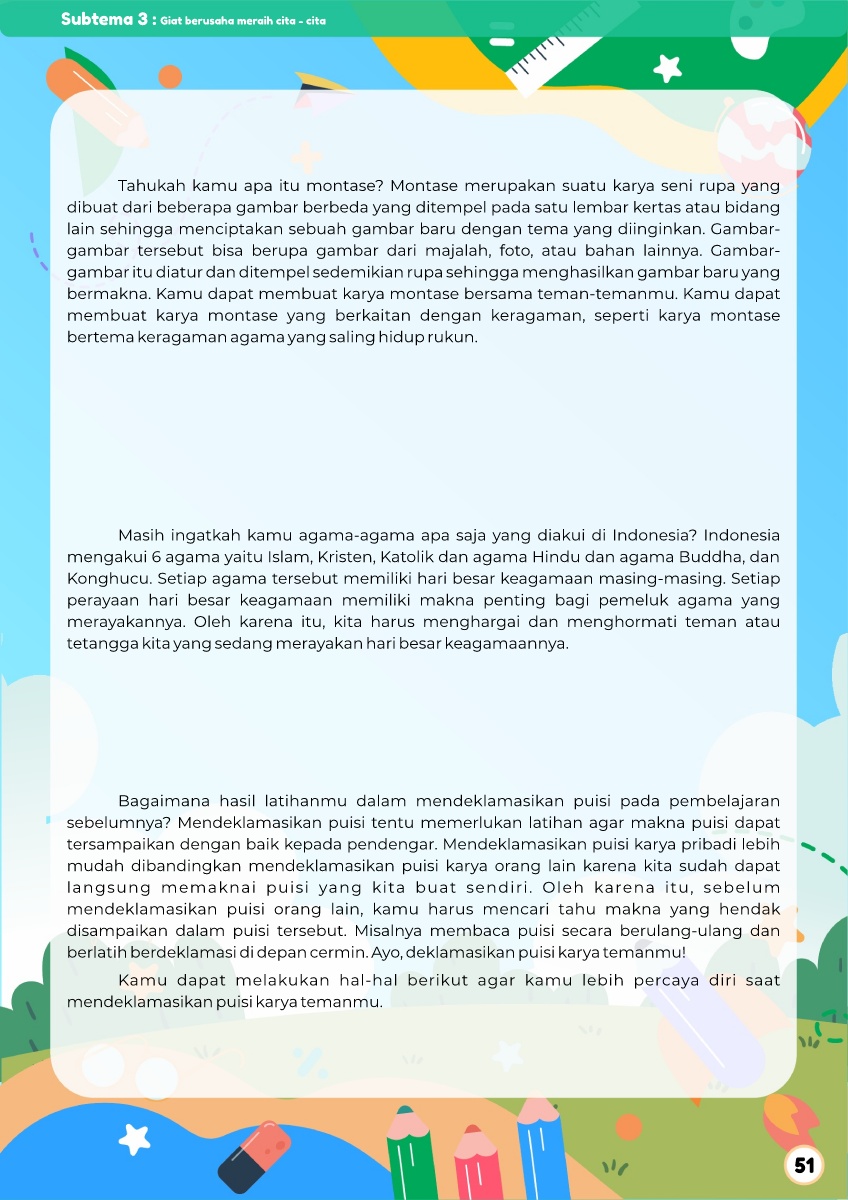 Subtema 3 : Giat berusaha meraih cita - cita
Tahukah kamu apa itu montase? Montase merupakan suatu karya seni rupa yang
dibuat dari beberapa gambar berbeda yang ditempel pada satu lembar kertas atau bidang
lain sehingga menciptakan sebuah gambar baru dengan tema yang diinginkan. Gambar-
gambar tersebut bisa berupa gambar dari majalah, foto, atau bahan lainnya. Gambar-
gambar itu diatur dan ditempel sedemikian rupa sehingga menghasilkan gambar baru yang
bermakna. Kamu dapat membuat karya montase bersama teman-temanmu. Kamu dapat
membuat karya montase yang berkaitan dengan keragaman, seperti karya montase
bertema keragaman agama yang saling hidup rukun.
Masih ingatkah kamu agama-agama apa saja yang diakui di Indonesia? Indonesia
mengakui 6 agama yaitu Islam, Kristen, Katolik dan agama Hindu dan agama Buddha, dan
Konghucu. Setiap agama tersebut memiliki hari besar keagamaan masing-masing. Setiap
perayaan hari besar keagamaan memiliki makna penting bagi pemeluk agama yang
merayakannya. Oleh karena itu, kita harus menghargai dan menghormati teman atau
tetangga kita yang sedang merayakan hari besar keagamaannya.
Bagaimana hasil latihanmu dalam mendeklamasikan puisi pada pembelajaran
sebelumnya? Mendeklamasikan puisi tentu memerlukan latihan agar makna puisi dapat
tersampaikan dengan baik kepada pendengar. Mendeklamasikan puisi karya pribadi lebih
mudah dibandingkan mendeklamasikan puisi karya orang lain karena kita sudah dapat
langsung memaknai puisi yang kita buat sendiri. Oleh karena itu, sebelum
mendeklamasikan puisi orang lain, kamu harus mencari tahu makna yang hendak
disampaikan dalam puisi tersebut. Misalnya membaca puisi secara berulang-ulang dan
berlatih berdeklamasi di depan cermin. Ayo, deklamasikan puisi karya temanmu!
Kamu dapat melakukan hal-hal berikut agar kamu lebih percaya diri saat
mendeklamasikan puisi karya temanmu.
51